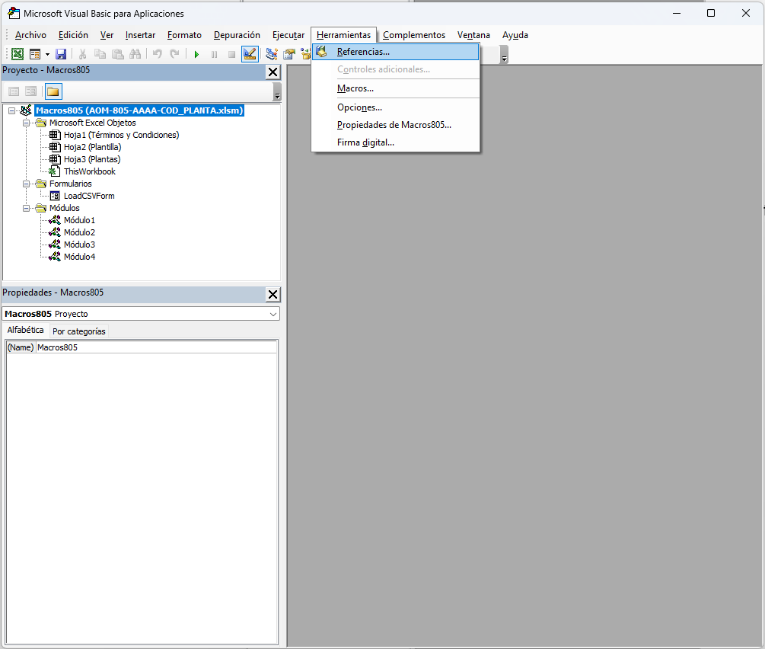 Microsoft Visual Basic para Aplicaciones
Archivo Edición Ver Insertar Formato Depuración Ejecutar Herramientas Complementos Ventana Ayuda
Referencias...
Controles adicionales...
Macros...
Opciones...
Propiedades de Macros805...
Firma digital...
Proyecto - Macros805
Macros805 (AOM-805-AAAA-COD_PLANTA.xlsm)
Microsoft Excel Objetos
Hoja1 (Términos y Condiciones)
Hoja2 (Plantilla)
Hoja3 (Plantas)
ThisWorkbook
Formularios
LoadCSVForm
Módulos
Módulo1
Módulo2
Módulo3
Módulo4
Propiedades - Macros805
Macros805 Proyecto
Alfabética Por categorías
(Name) Macros805